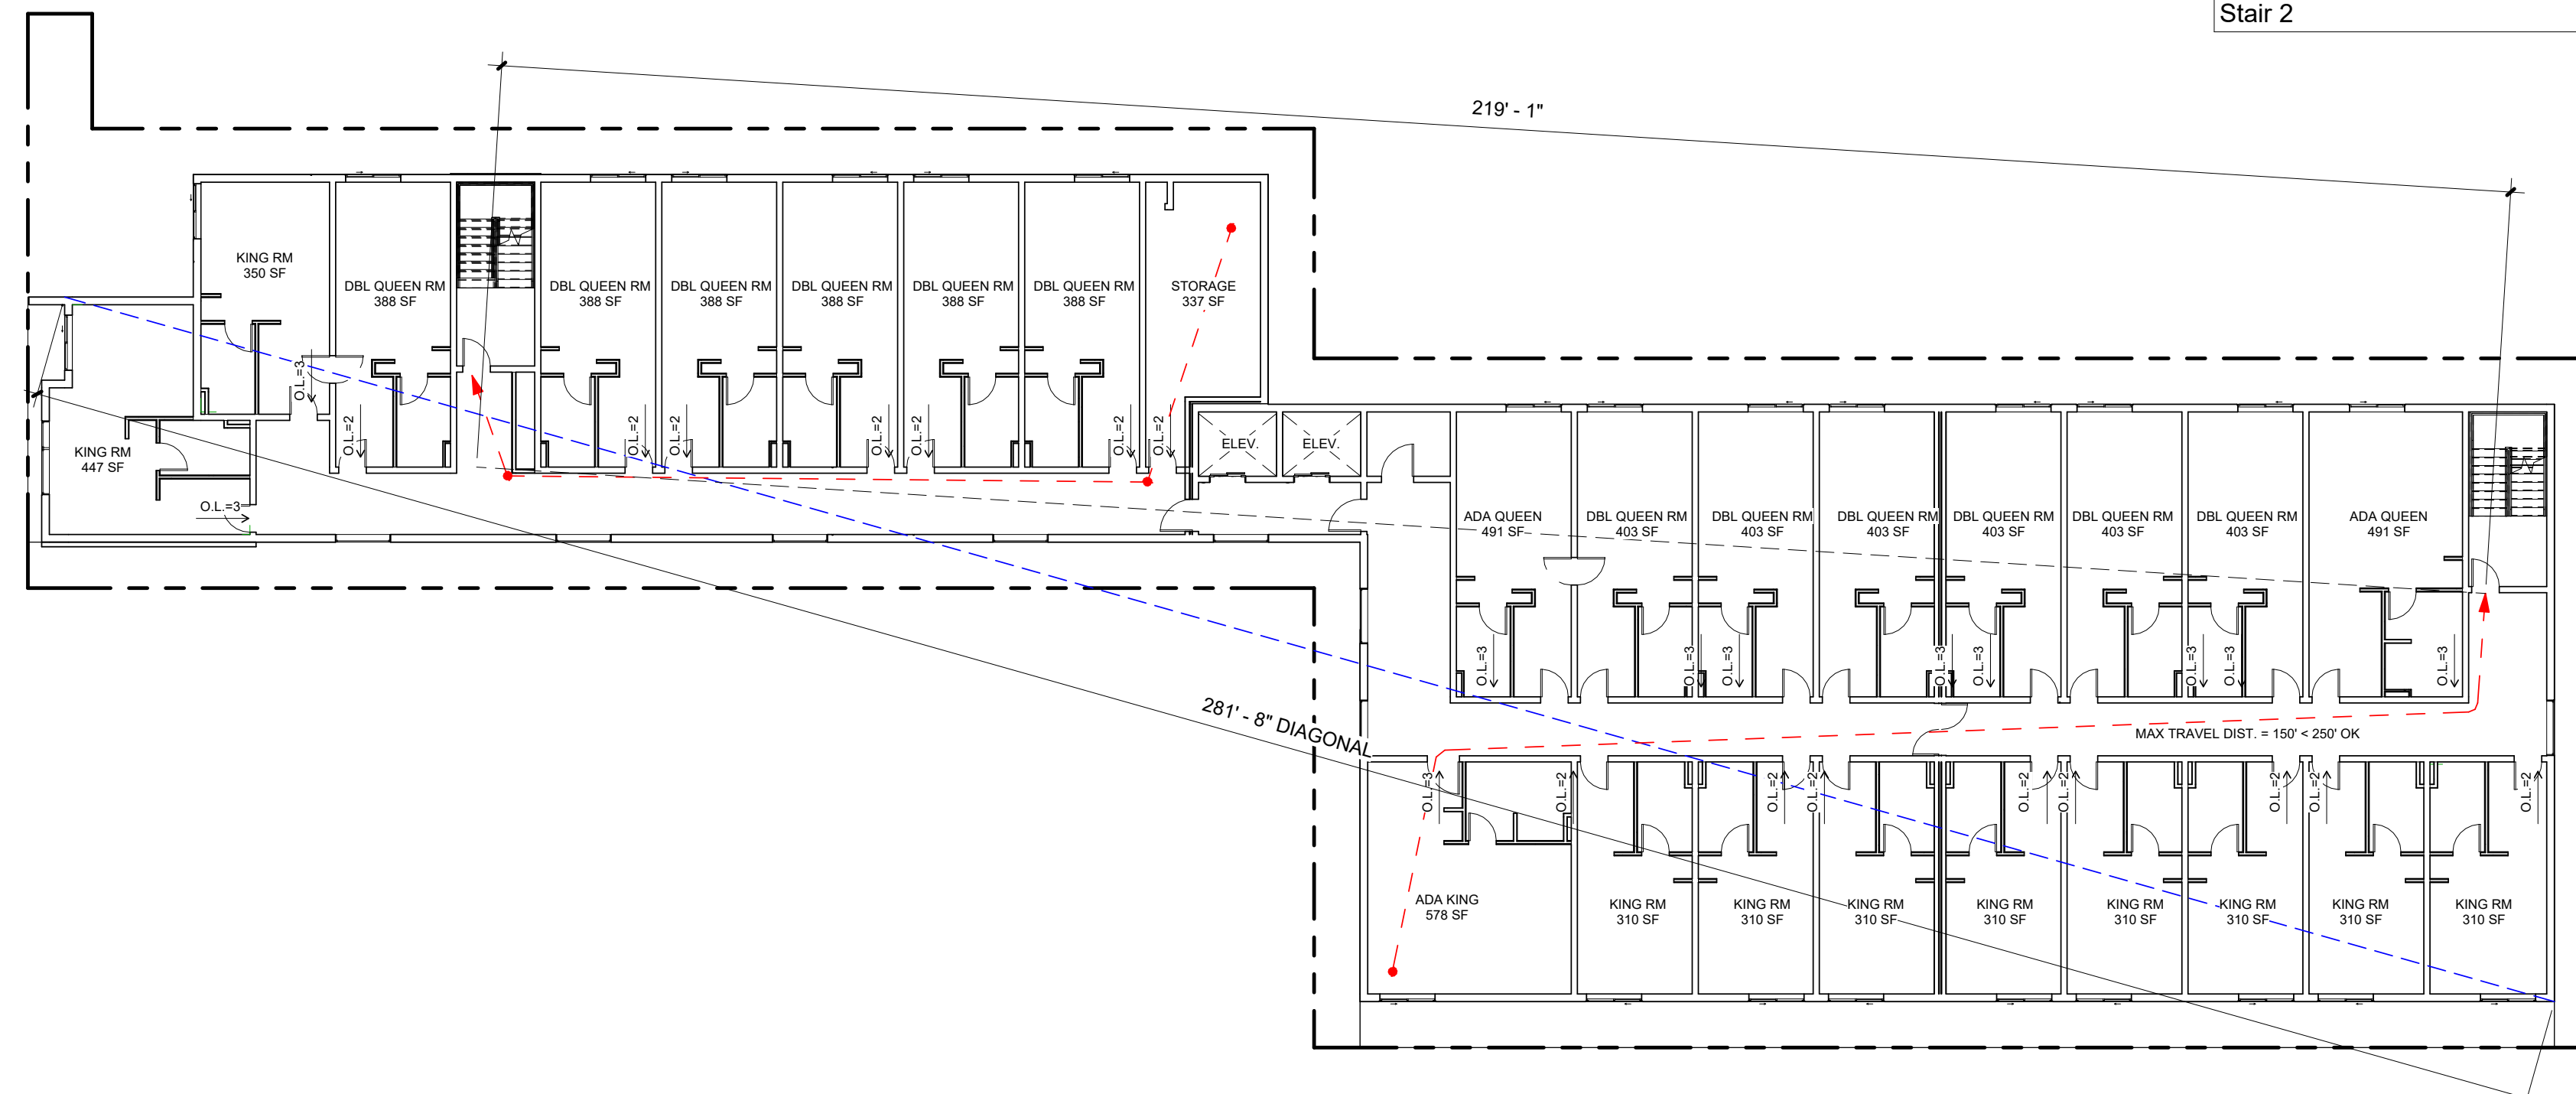 Stair 2
219' - 1"
KING RM
350 SF
DBL QUEEN RM
388 SF
DBL QUEEN RM
388 SF
DBL QUEEN RM
388 SF
DBL QUEEN RM
388 SF
DBL QUEEN RM
388 SF
DBL QUEEN RM
388 SF
STORAGE
337 SF
O.L.=3
O.L.=2
O.L.=2
O.L.=2
O.L.=2
O.L.=2
O.L.=2
O.L.=2
ELEV.
ELEV.
KING RM
447 SF
O.L.=3
ADA QUEEN
491 SF
DBL QUEEN RM
403 SF
DBL QUEEN RM
403 SF
DBL QUEEN RM
403 SF
DBL QUEEN RM
403 SF
DBL QUEEN RM
403 SF
DBL QUEEN RM
403 SF
ADA QUEEN
491 SF
O.L.=3
O.L.=3
O.L.=3
O.L.=3
O.L.=3
O.L.=3
O.L.=3
O.L.=3
281' - 8" DIAGONAL
MAX TRAVEL DIST. = 150' < 250' OK
O.L.=3
O.L.=2
O.L.=2
O.L.=2
O.L.=2
O.L.=2
O.L.=2
O.L.=2
O.L.=2
ADA KING
578 SF
KING RM
310 SF
KING RM
310 SF
KING RM
310 SF
KING RM
310 SF
KING RM
310 SF
KING RM
310 SF
KING RM
310 SF
KING RM
310 SF